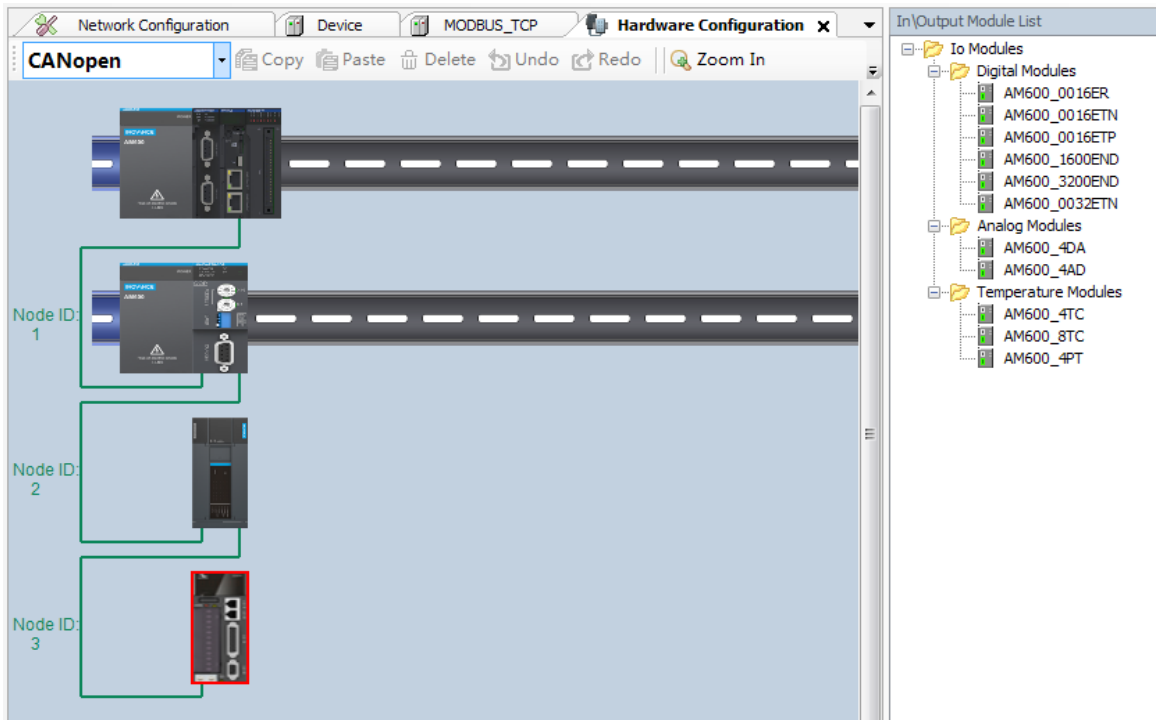 Network Configuration
Device
MODBUS_TCP
Hardware Configuration
CANopen
Copy
Paste
Delete
Undo
Redo
Zoom In
INOVANCE
Node ID:
1
INOVANCE
Node ID:
2
Node ID:
3
In\Output Module List
Io Modules
Digital Modules
AM600_0016ER
AM600_0016ETN
AM600_0016ETP
AM600_1600END
AM600_3200END
AM600_0032ETN
Analog Modules
AM600_4DA
AM600_4AD
Temperature Modules
AM600_4TC
AM600_8TC
AM600_4PT